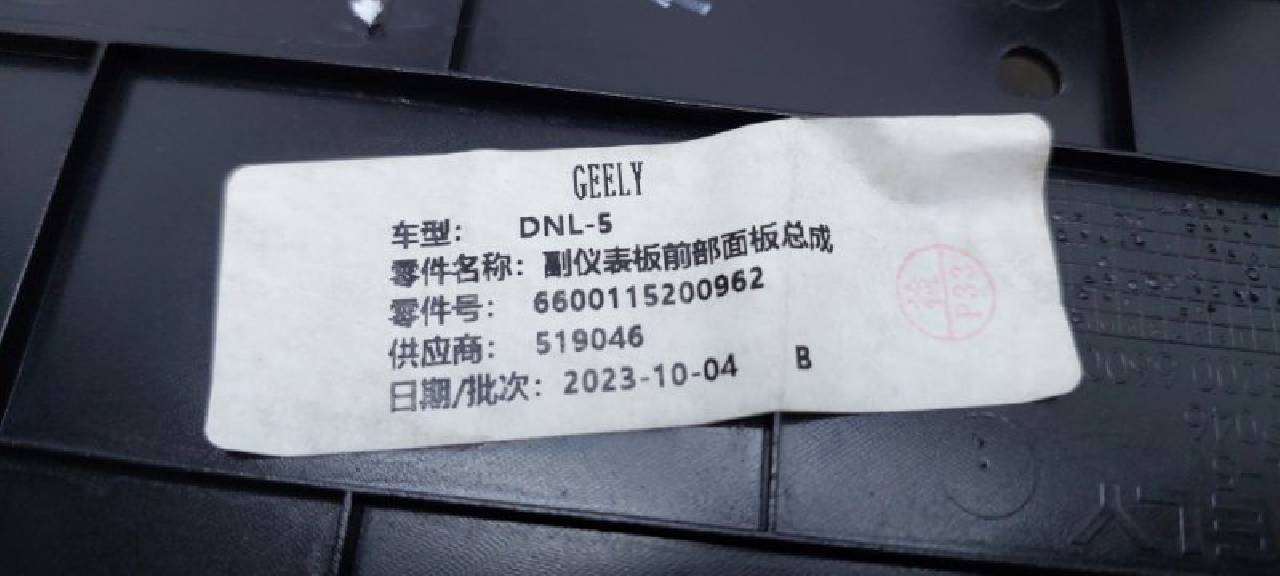 GEELY
车型： DNL-5
零件名称：副仪表板前部面板总成
零件号： 6600115200962
供应商： 519046
日期/批次：2023-10-04 B
P33